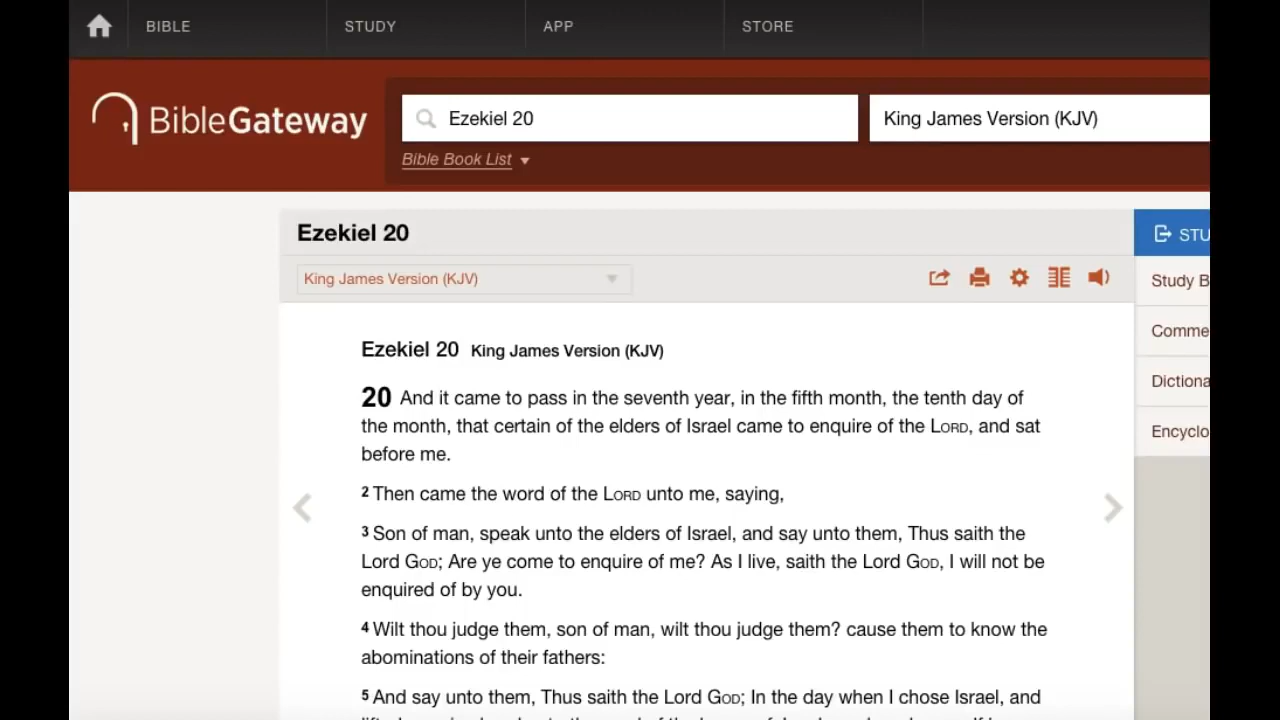 BIBLE STUDY APP STORE
BibleGateway
Ezekiel 20
King James Version (KJV)
Bible Book List
Ezekiel 20
STU
King James Version (KJV)
Study B
Comme
Dictiona
Encyclo
Ezekiel 20 King James Version (KJV)
20 And it came to pass in the seventh year, in the fifth month, the tenth day of
the month, that certain of the elders of Israel came to enquire of the LORD, and sat
before me.
2 Then came the word of the LORD unto me, saying,
3 Son of man, speak unto the elders of Israel, and say unto them, Thus saith the
Lord GOD; Are ye come to enquire of me? As I live, saith the Lord GOD, I will not be
enquired of by you.
4 Wilt thou judge them, son of man, wilt thou judge them? cause them to know the
abominations of their fathers:
5 And say unto them, Thus saith the Lord GOD; In the day when I chose Israel, and